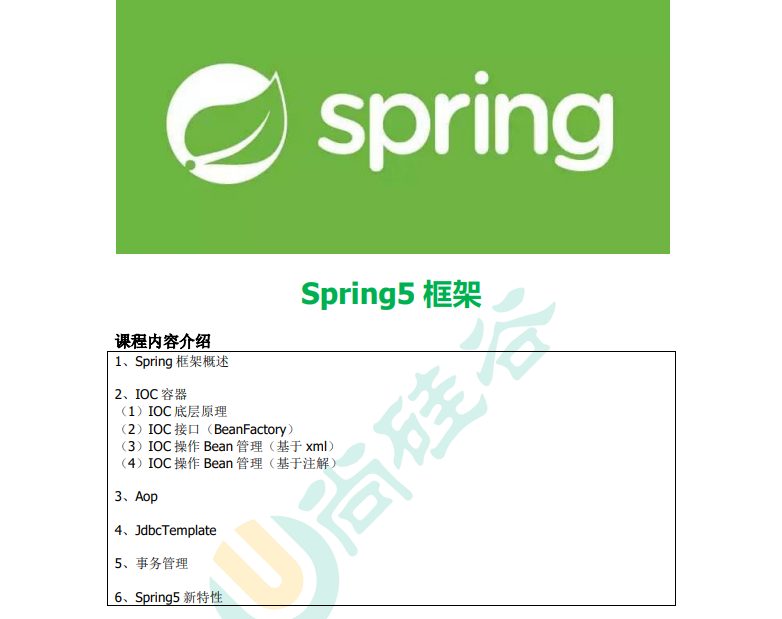 spring
Spring5 框架
课程内容介绍
1、Spring 框架概述
2、IOC 容器
（1）IOC 底层原理
（2）IOC 接口（BeanFactory）
（3）IOC 操作 Bean 管理（基于 xml）
（4）IOC 操作 Bean 管理（基于注解）
3、Aop
4、JdbcTemplate
5、事务管理
6、Spring5 新特性
尚硅谷